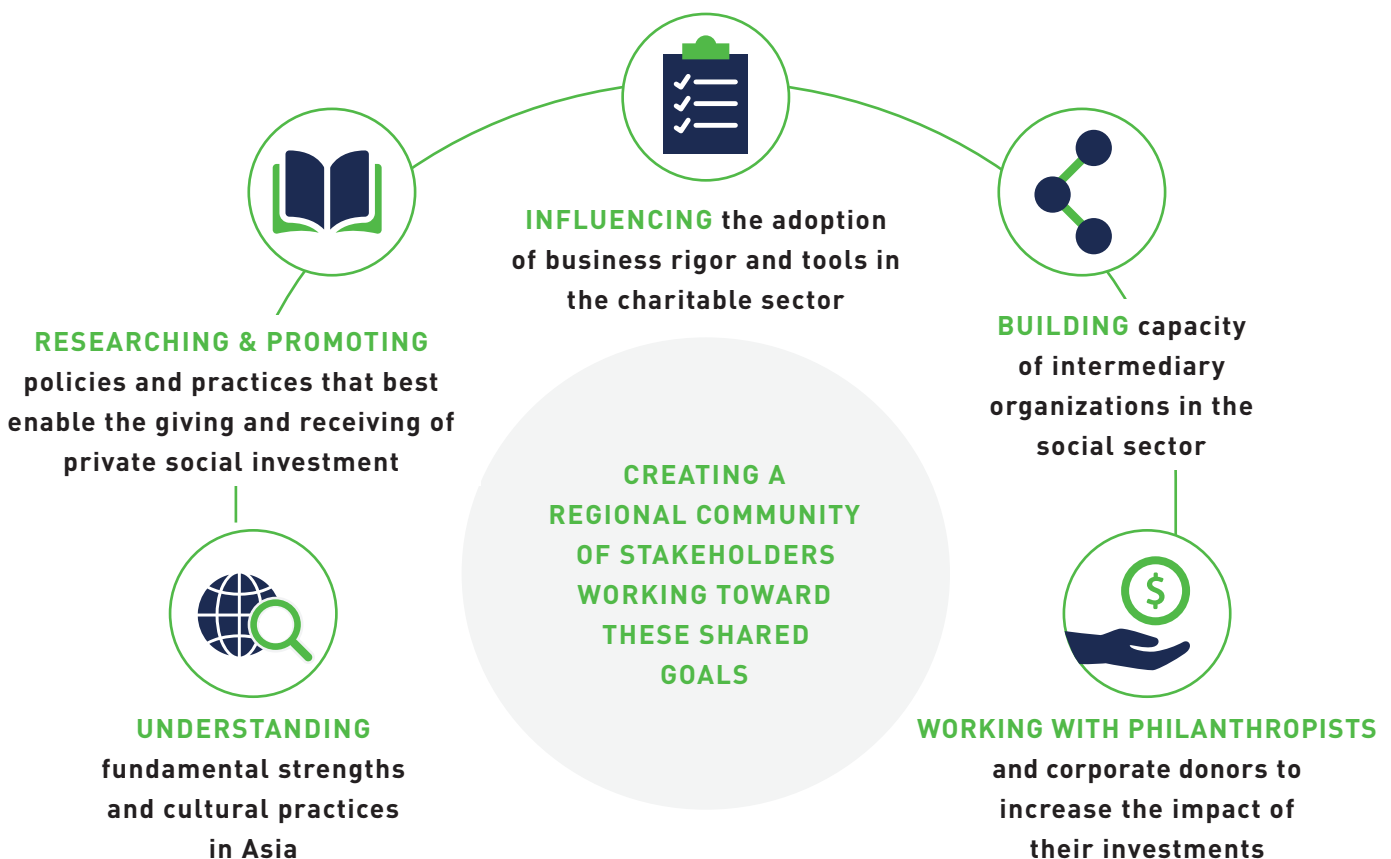 UNDERSTANDING
fundamental strengths
and cultural practices
in Asia
RESEARCHING & PROMOTING
policies and practices that best
enable the giving and receiving of
private social investment
INFLUENCING the adoption
of business rigor and tools in
the charitable sector
BUILDING capacity
of intermediary
organizations in the
social sector
$
WORKING WITH PHILANTHROPISTS
and corporate donors to
increase the impact of
their investments
CREATING A
REGIONAL COMMUNITY
OF STAKEHOLDERS
WORKING TOWARD
THESE SHARED
GOALS